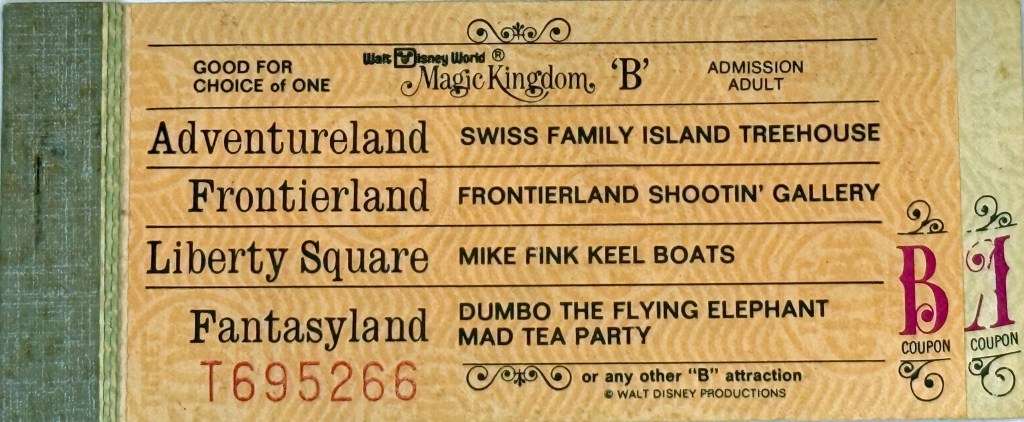 Walt Disney World ®
GOOD FOR
CHOICE of ONE
Magic Kingdom 'B'
ADMISSION
ADULT
Adventureland SWISS FAMILY ISLAND TREEHOUSE
Frontierland FRONTIERLAND SHOOTIN' GALLERY
Liberty Square MIKE FINK KEEL BOATS
Fantasyland DUMBO THE FLYING ELEPHANT
MAD TEA PARTY
T695266
or any other "B" attraction
© WALT DISNEY PRODUCTIONS
B
COUPON
A
COUPON